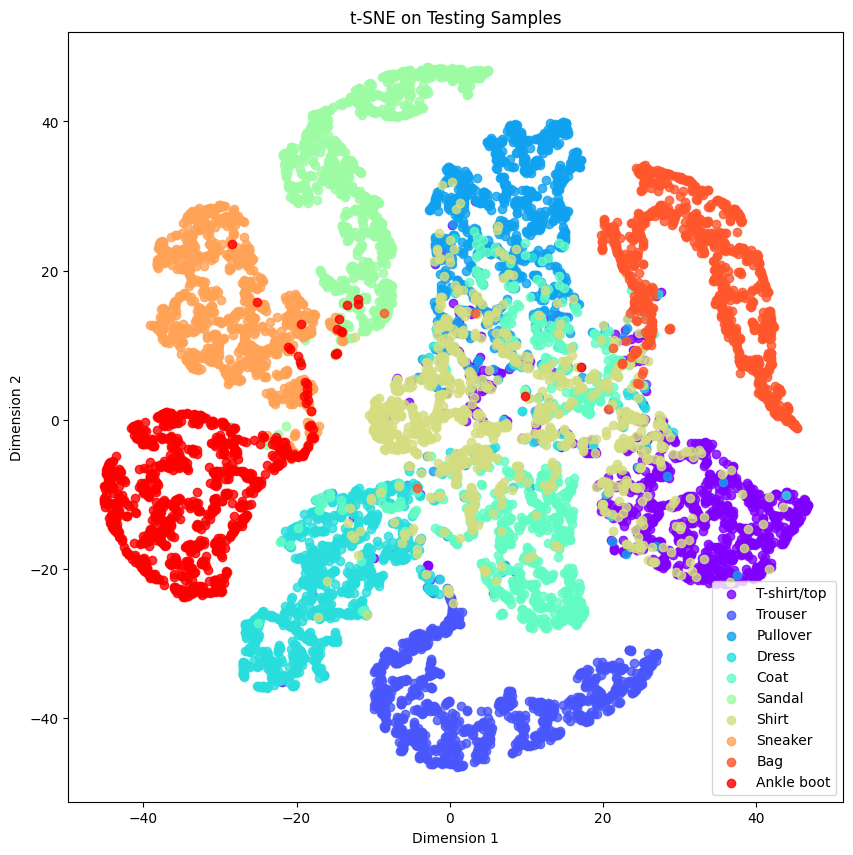 t-SNE on Testing Samples
Dimension 2
40
20
0
−20
−40
−40
−20
0
20
40
Dimension 1
T-shirt/top
Trouser
Pullover
Dress
Coat
Sandal
Shirt
Sneaker
Bag
Ankle boot